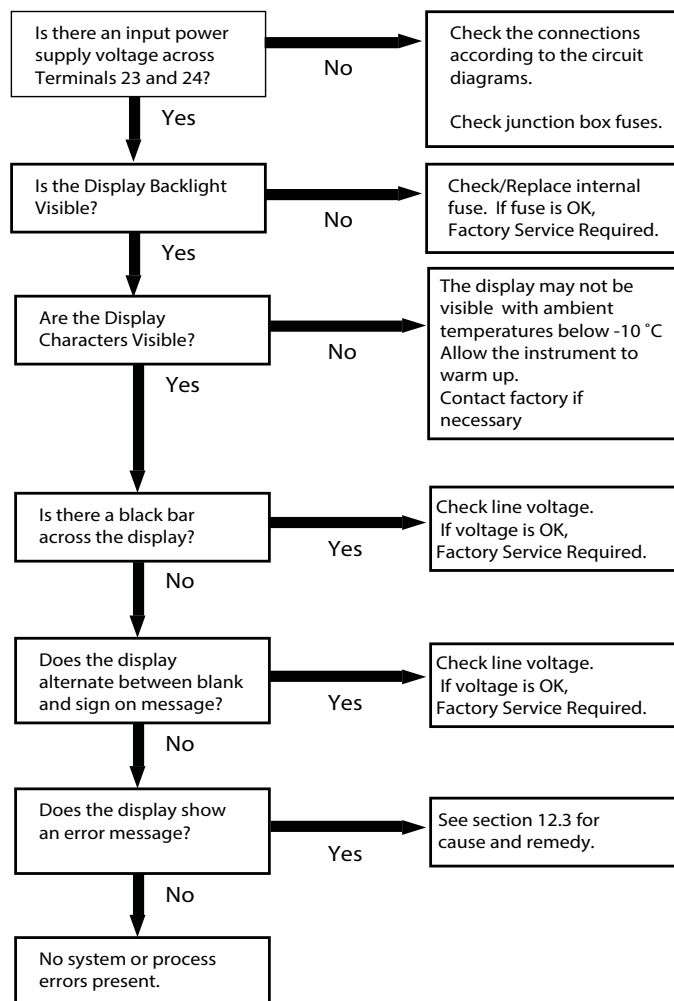 Is there an input power
supply voltage across
Terminals 23 and 24?
No
Check the connections
according to the circuit
diagrams.
Check junction box fuses.
Yes
Is the Display Backlight
Visible?
No
Check/Replace internal
fuse. If fuse is OK,
Factory Service Required.
Yes
Are the Display
Characters Visible?
No
The display may not be
visible with ambient
temperatures below -10 ˚C
Allow the instrument to
warm up.
Contact factory if
necessary
Yes
Is there a black bar
across the display?
Yes
Check line voltage.
If voltage is OK,
Factory Service Required.
No
Does the display
alternate between blank
and sign on message?
Yes
Check line voltage.
If voltage is OK,
Factory Service Required.
No
Does the display show
an error message?
Yes
See section 12.3 for
cause and remedy.
No
No system or process
errors present.